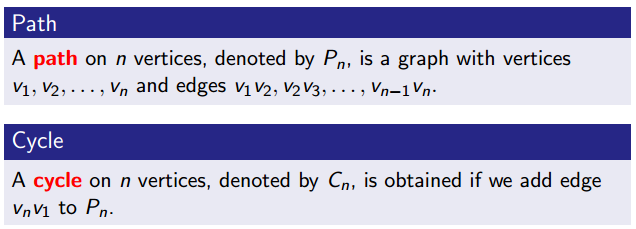 Path
A path on n vertices, denoted by Pₙ, is a graph with vertices
v₁, v₂, . . . , vₙ and edges v₁v₂, v₂v₃, . . . , vₙ₋₁vₙ.
Cycle
A cycle on n vertices, denoted by Cₙ, is obtained if we add edge
vₙv₁ to Pₙ.